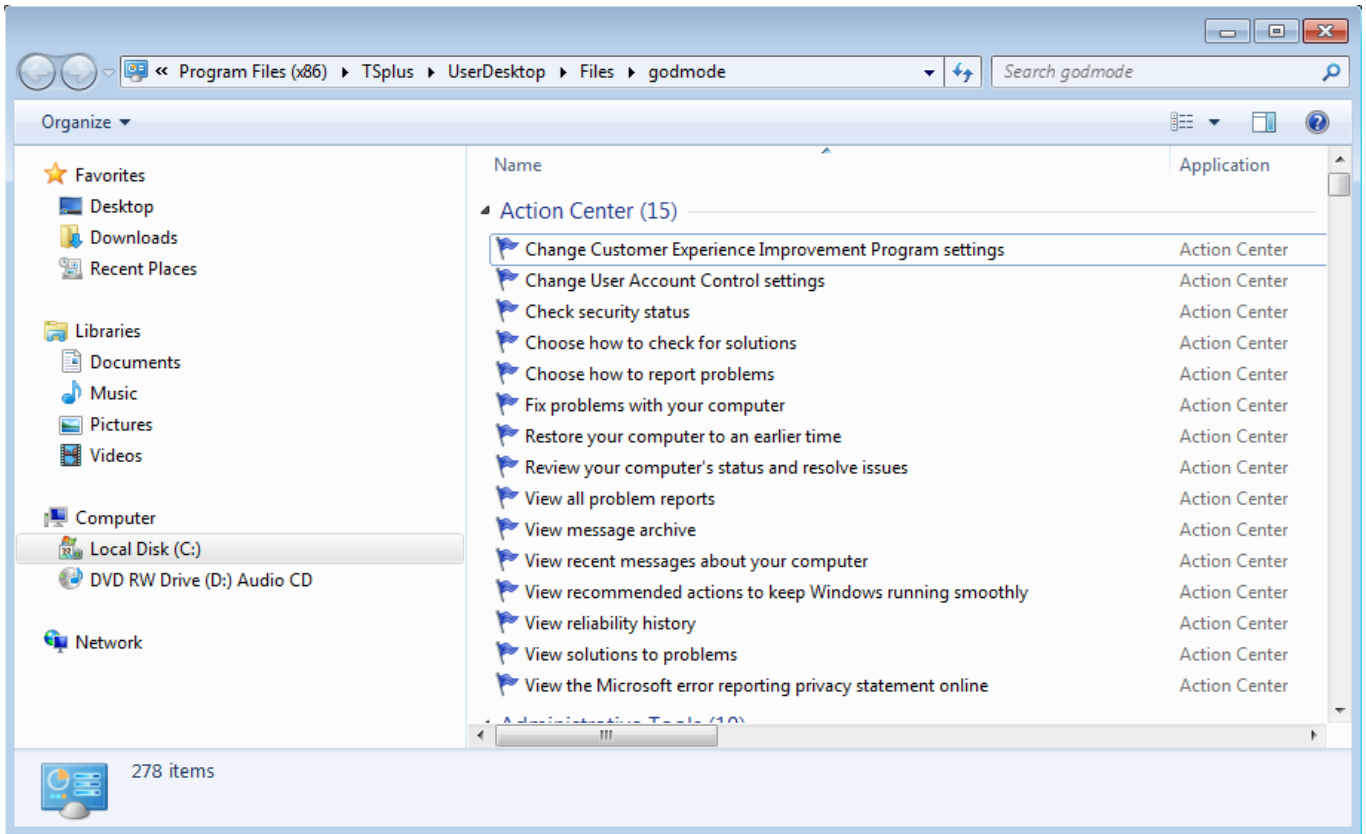 « Program Files (x86) ▸ TSplus ▸ UserDesktop ▸ Files ▸ godmode
Search godmode
Organize
Favorites
Desktop
Downloads
Recent Places
Libraries
Documents
Music
Pictures
Videos
Computer
Local Disk (C:)
DVD RW Drive (D:) Audio CD
Network
Name Application
Action Center (15)
Change Customer Experience Improvement Program settings Action Center
Change User Account Control settings Action Center
Check security status Action Center
Choose how to check for solutions Action Center
Choose how to report problems Action Center
Fix problems with your computer Action Center
Restore your computer to an earlier time Action Center
Review your computer's status and resolve issues Action Center
View all problem reports Action Center
View message archive Action Center
View recent messages about your computer Action Center
View recommended actions to keep Windows running smoothly Action Center
View reliability history Action Center
View solutions to problems Action Center
View the Microsoft error reporting privacy statement online Action Center
Administrative Tools (10)
278 items